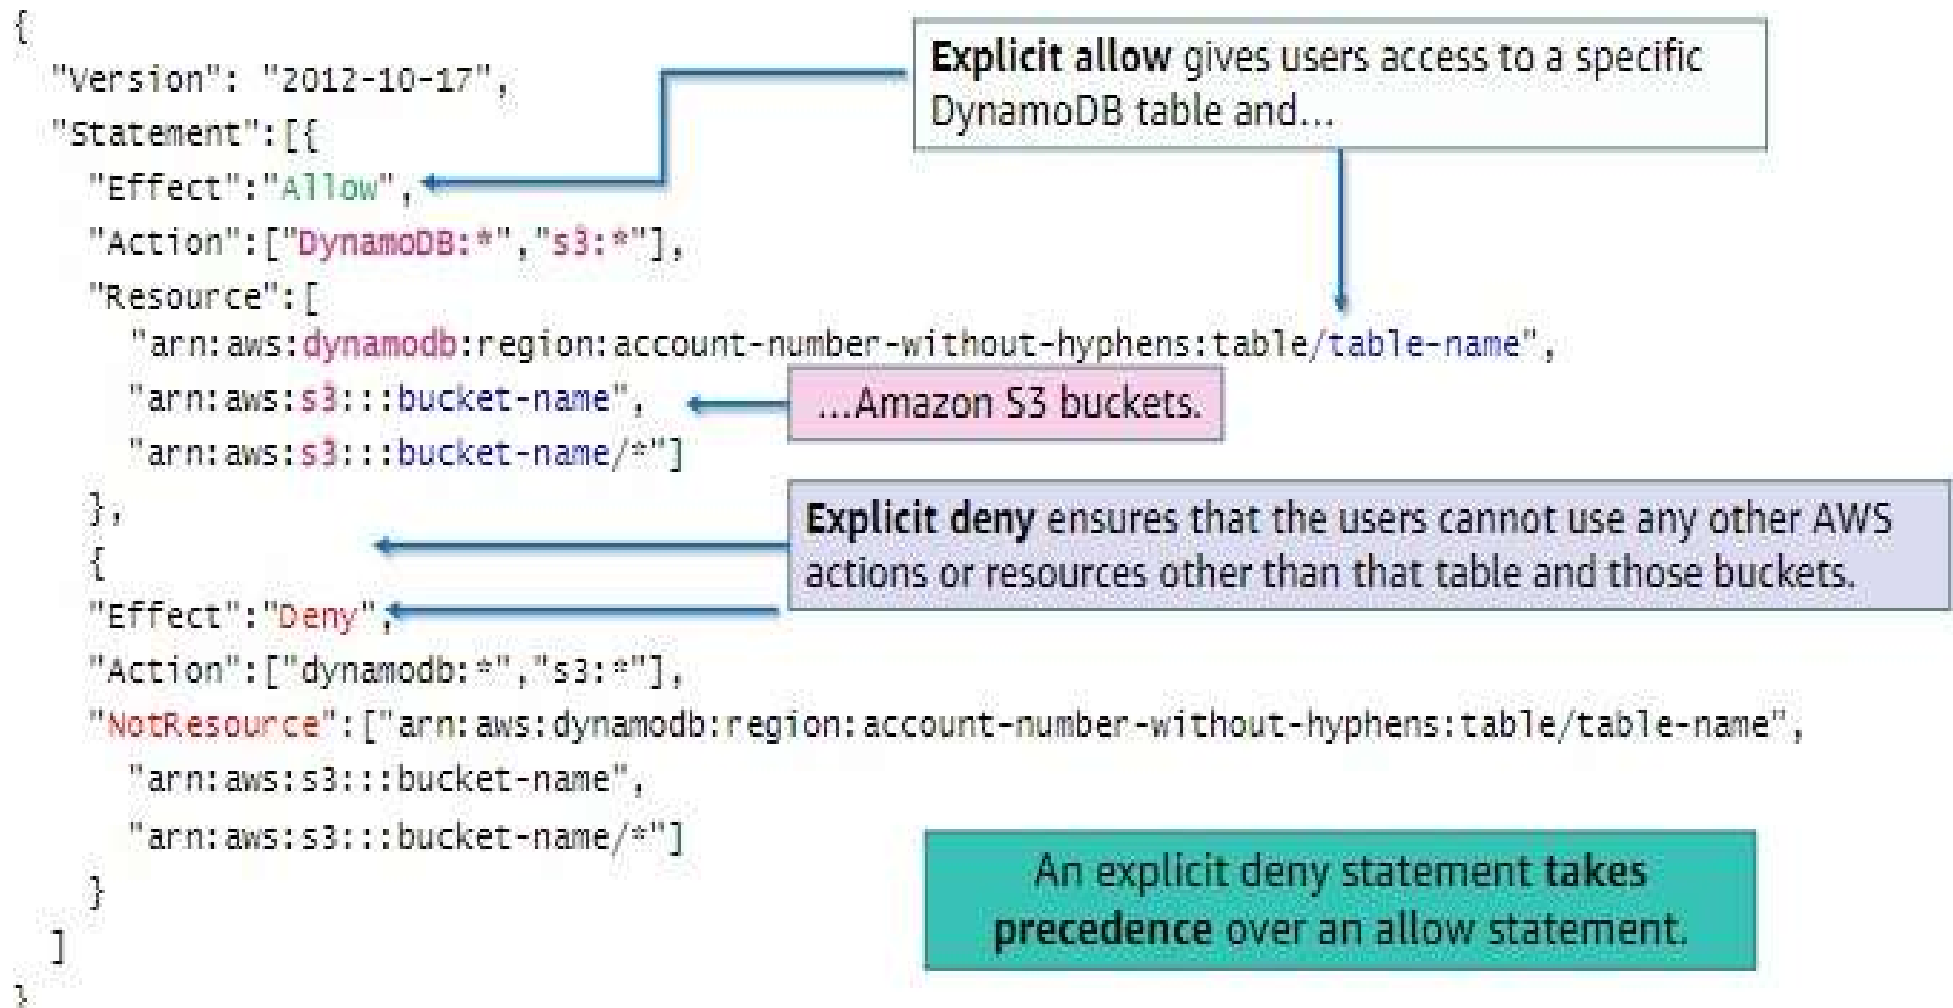 {
"Version": "2012-10-17",
"Statement":[{
"Effect":"Allow",
"Action":["DynamoDB:*","s3:*"],
"Resource":[
"arn:aws:dynamodb:region:account-number-without-hyphens:table/table-name",
"arn:aws:s3:::bucket-name",
"arn:aws:s3:::bucket-name/*"]
},
{
"Effect":"Deny",
"Action":["dynamodb:*","s3:*"],
"NotResource":["arn:aws:dynamodb:region:account-number-without-hyphens:table/table-name",
"arn:aws:s3:::bucket-name",
"arn:aws:s3:::bucket-name/*"]
}
]
}
Explicit allow gives users access to a specific
DynamoDB table and...
...Amazon S3 buckets.
Explicit deny ensures that the users cannot use any other AWS
actions or resources other than that table and those buckets.
An explicit deny statement takes
precedence over an allow statement.